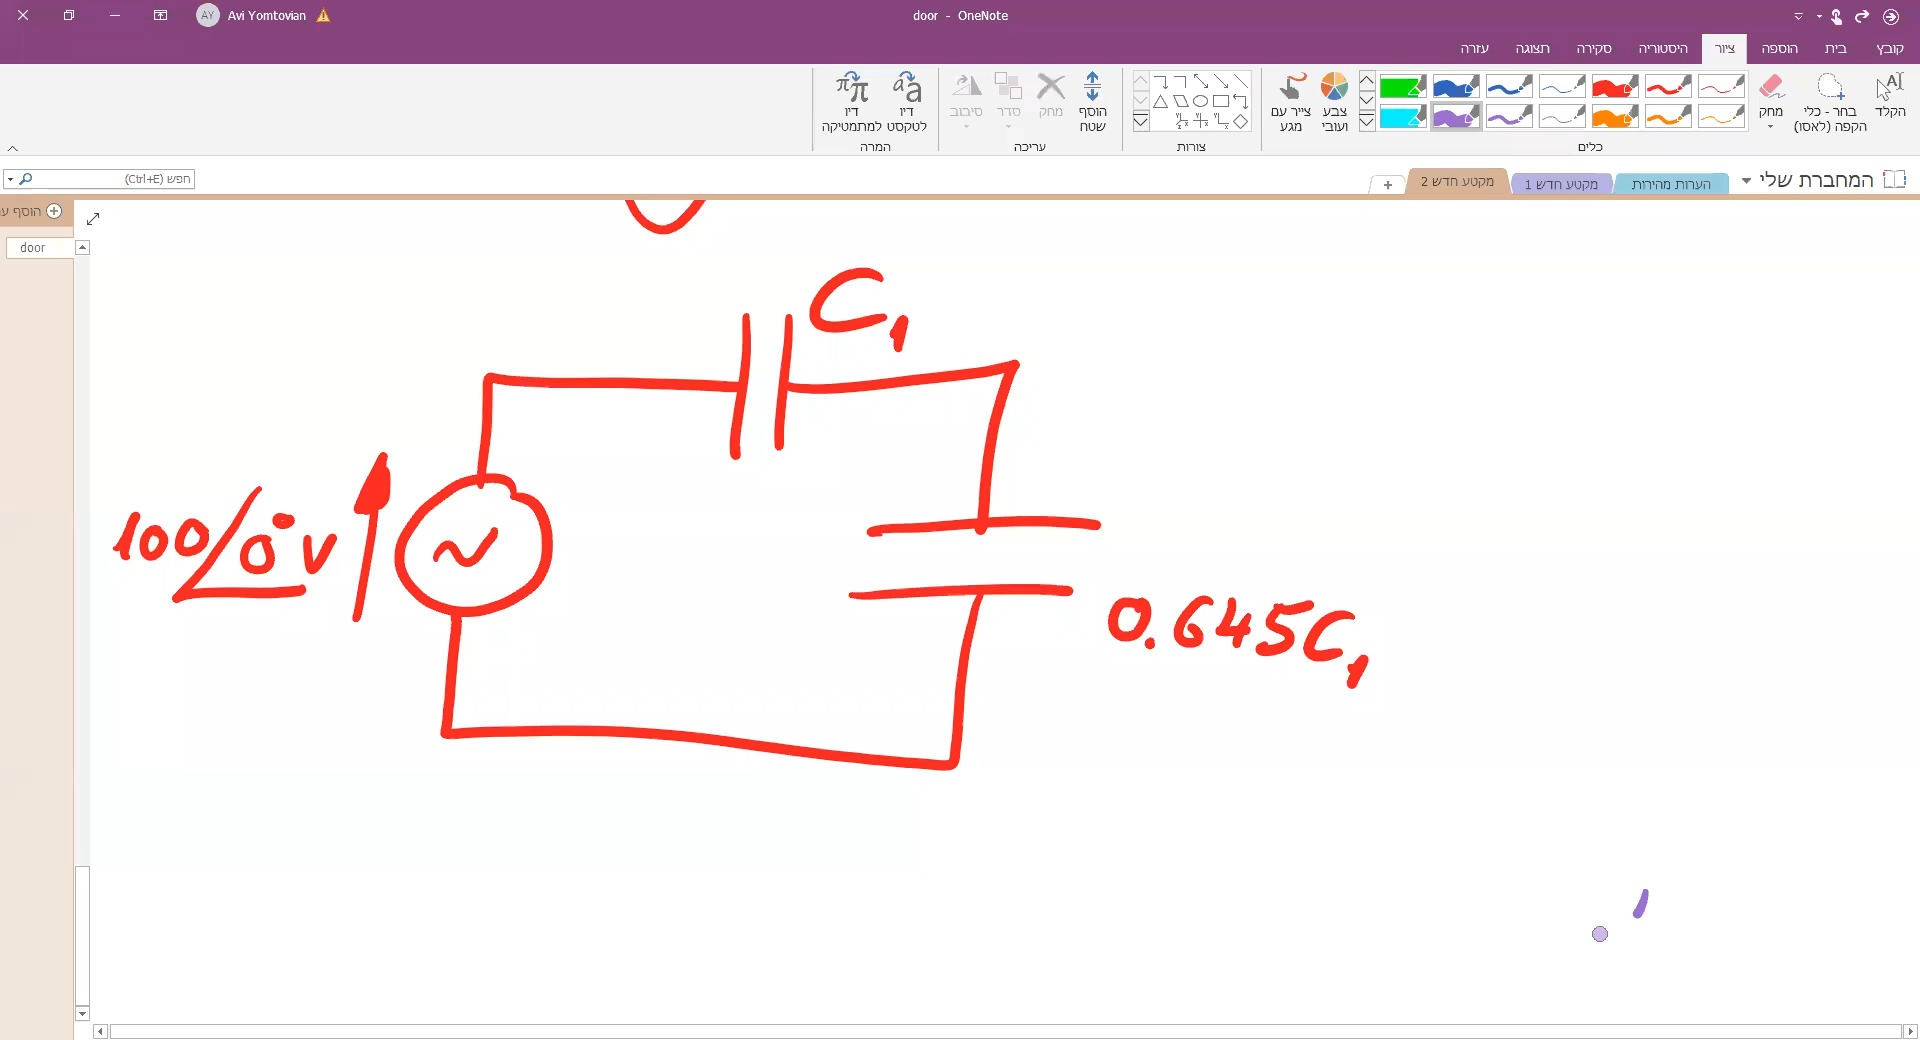 AY Avi Yomtovian
door - OneNote
קובץ בית הוספה ציור היסטוריה סקירה תצוגה עזרה
הקלד
בחר - כלי הקפה (לאסו)
מחק
כלים
צבע ועובי
צייר עם מגע
צורות
הוסף שטח
מחק
סדר
סיבוב
עריכה
דיו לטקסט
דיו למתמטיקה
המרה
המחברת שלי
הערות מהירות
מקטע חדש 1
מקטע חדש 2
+
חפש (Ctrl+E)
הוסף
door
C₁
100/0° V
~
0.645C₁